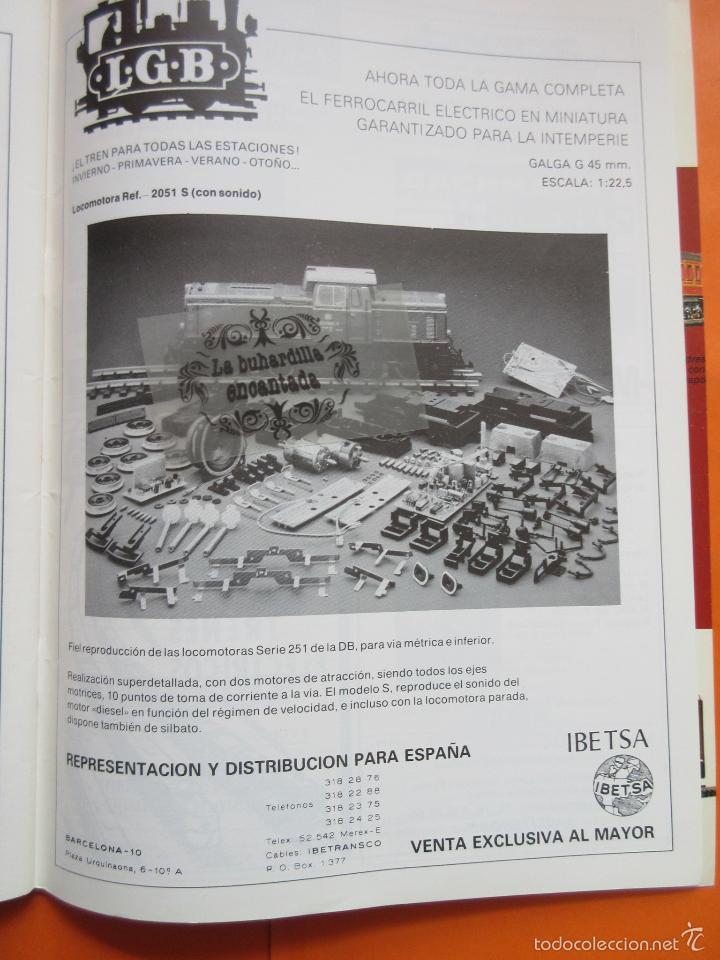 L.G.B
AHORA TODA LA GAMA COMPLETA
EL FERROCARRIL ELECTRICO EN MINIATURA
GARANTIZADO PARA LA INTEMPERIE
¡EL TREN PARA TODAS LAS ESTACIONES!
INVIERNO - PRIMAVERA - VERANO - OTOÑO...
GALGA G 45 mm.
ESCALA: 1:22,5
Locomotora Ref.- 2051 S (con sonido)
La buhardilla
encantada
Fiel reproducción de las locomotoras Serie 251 de la DB, para via métrica e inferior.
Realización superdetallada, con dos motores de atracción, siendo todos los ejes
motrices, 10 puntos de toma de corriente a la via. El modelo S, reproduce el sonido del
motor «diesel» en función del régimen de velocidad, e incluso con la locomotora parada,
dispone también de silbato.
REPRESENTACION Y DISTRIBUCION PARA ESPAÑA
IBETSA
IBETSA
Teléfonos
318 28 76
318 22 88
318 23 75
318 24 25
Telex: 52.542 Merex-E
Cables: IBETRANSCO
P. O. Box. 1.377
BARCELONA-10
Plaza Urquinaona, 6-10º A
VENTA EXCLUSIVA AL MAYOR
todocoleccion.net